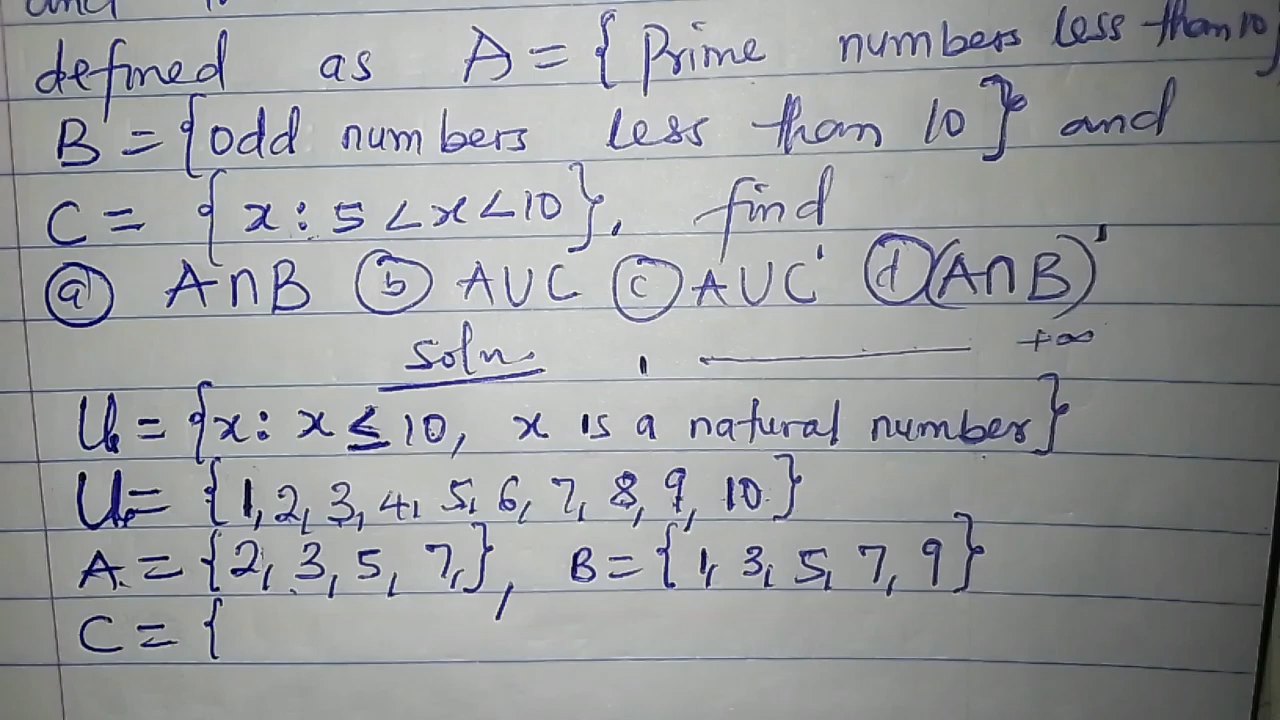 defined as A = { Prime numbers less than 10}
B = {odd numbers less than 10} and
C = { x : 5 < x < 10}, find
ⓐ A∩B ⓑ AUC ⓒ AUC' ⓓ (A∩B)'
Soln
+∞
U = {x : x ≤ 10, x is a natural number}
U = {1, 2, 3, 4, 5, 6, 7, 8, 9, 10}
A = {2, 3, 5, 7,}, B = {1, 3, 5, 7, 9}
C = {